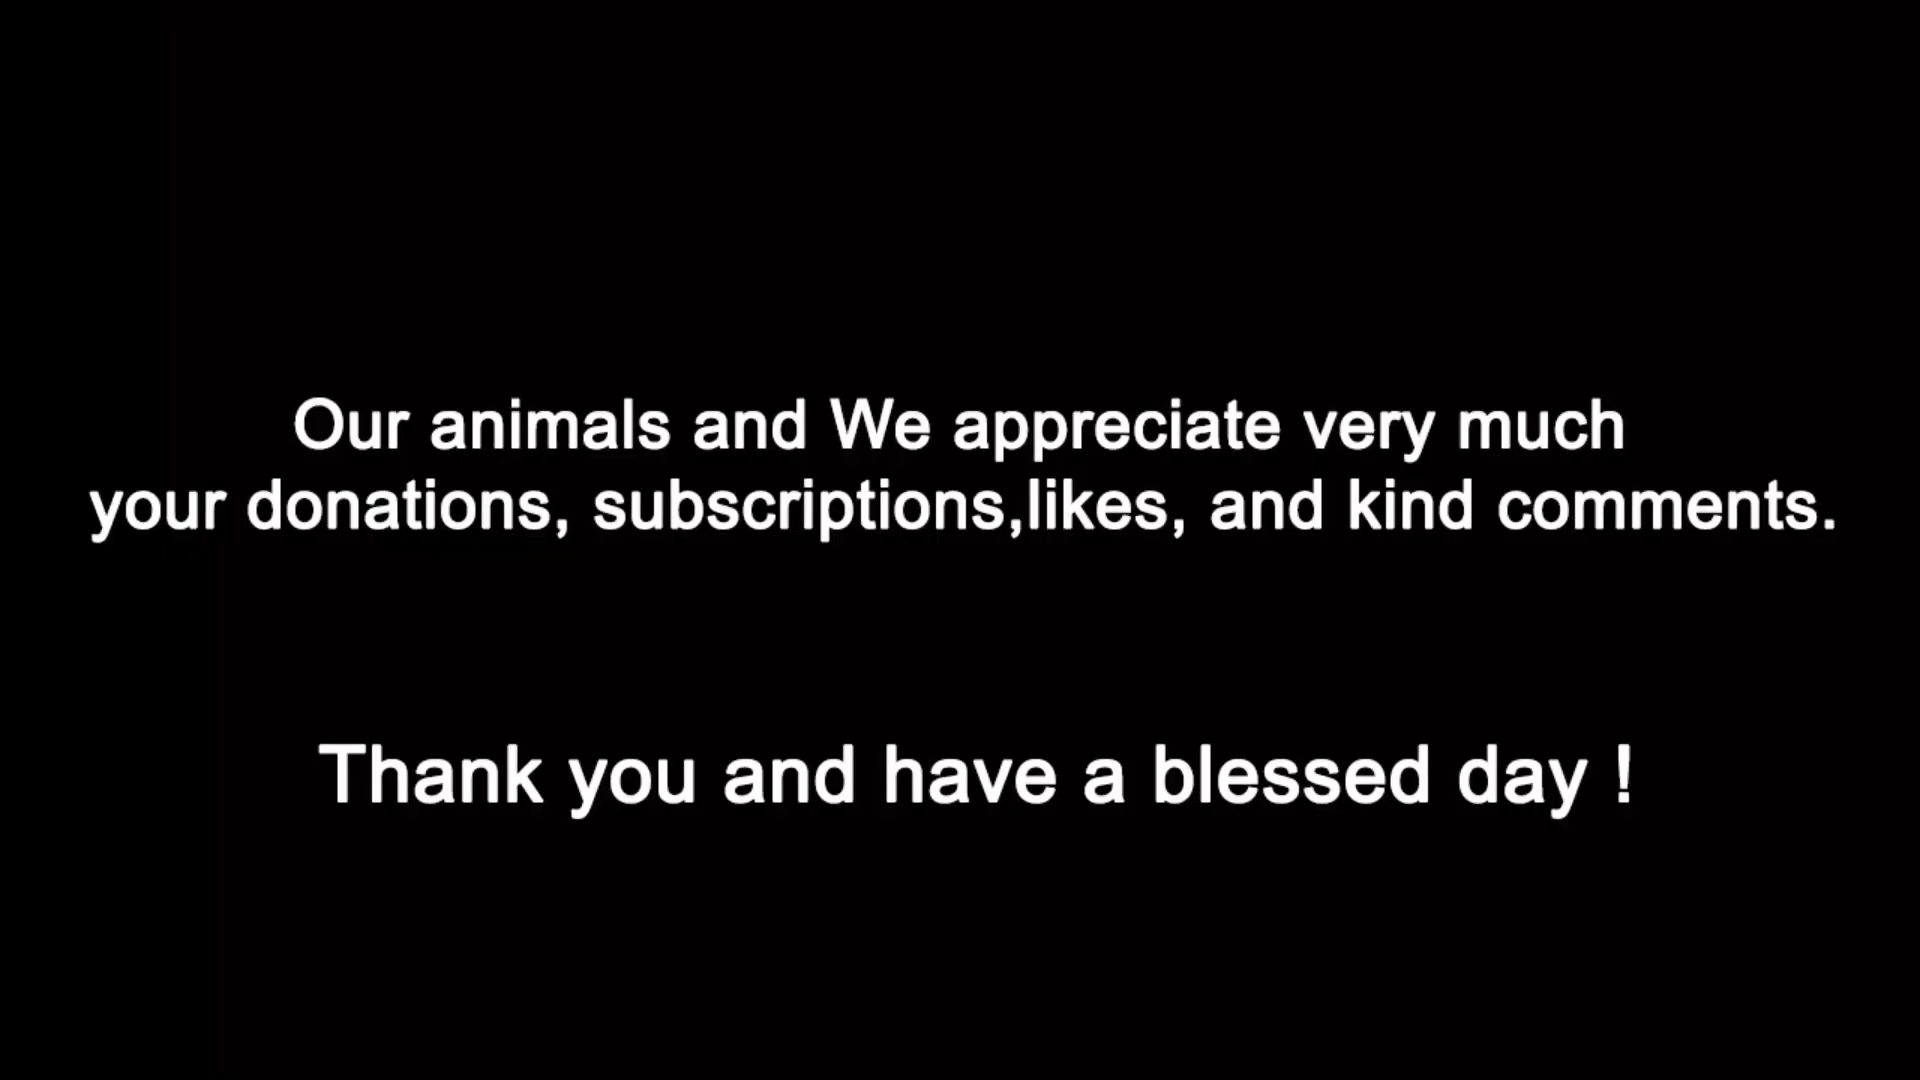 Our animals and We appreciate very much
your donations, subscriptions,likes, and kind comments.
Thank you and have a blessed day !